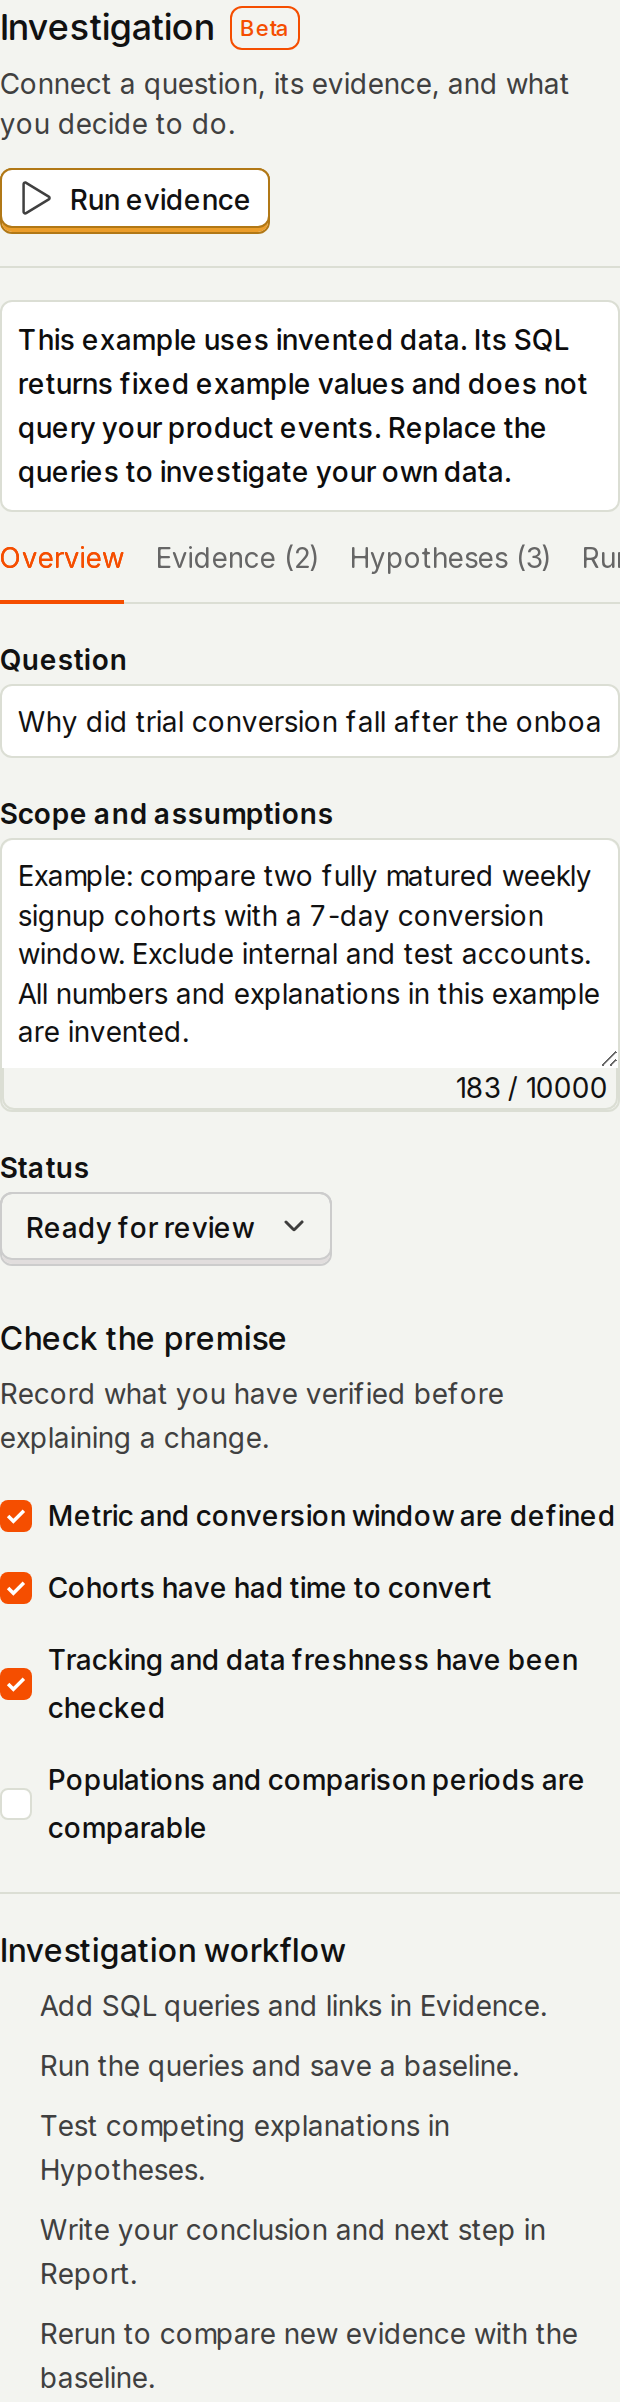 Investigation Beta
Connect a question, its evidence, and what
you decide to do.
Run evidence
This example uses invented data. Its SQL
returns fixed example values and does not
query your product events. Replace the
queries to investigate your own data.
Overview Evidence (2) Hypotheses (3) Ru
Question
Why did trial conversion fall after the onboa
Scope and assumptions
Example: compare two fully matured weekly
signup cohorts with a 7-day conversion
window. Exclude internal and test accounts.
All numbers and explanations in this example
are invented.
183 / 10000
Status
Ready for review
Check the premise
Record what you have verified before
explaining a change.
Metric and conversion window are defined
Cohorts have had time to convert
Tracking and data freshness have been
checked
Populations and comparison periods are
comparable
Investigation workflow
Add SQL queries and links in Evidence.
Run the queries and save a baseline.
Test competing explanations in
Hypotheses.
Write your conclusion and next step in
Report.
Rerun to compare new evidence with the
baseline.